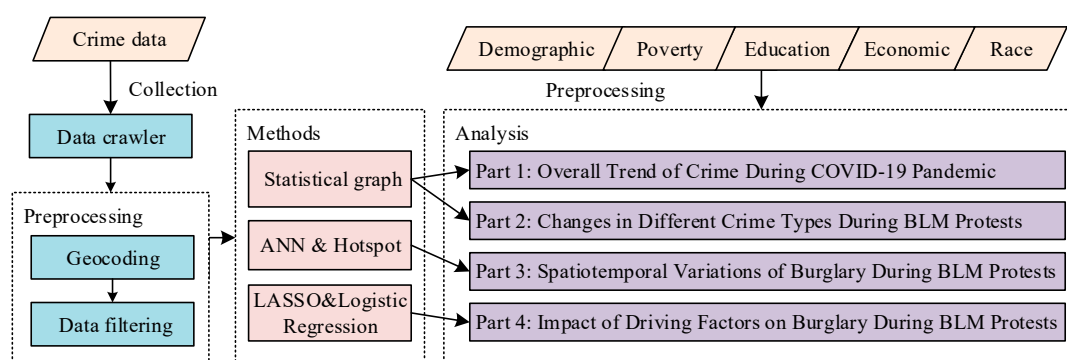 Crime data
Collection
Data crawler
Preprocessing
Geocoding
Data filtering
Methods
Statistical graph
ANN & Hotspot
LASSO&Logistic
Regression
Demographic Poverty Education Economic Race
Preprocessing
Analysis
Part 1: Overall Trend of Crime During COVID-19 Pandemic
Part 2: Changes in Different Crime Types During BLM Protests
Part 3: Spatiotemporal Variations of Burglary During BLM Protests
Part 4: Impact of Driving Factors on Burglary During BLM Protests